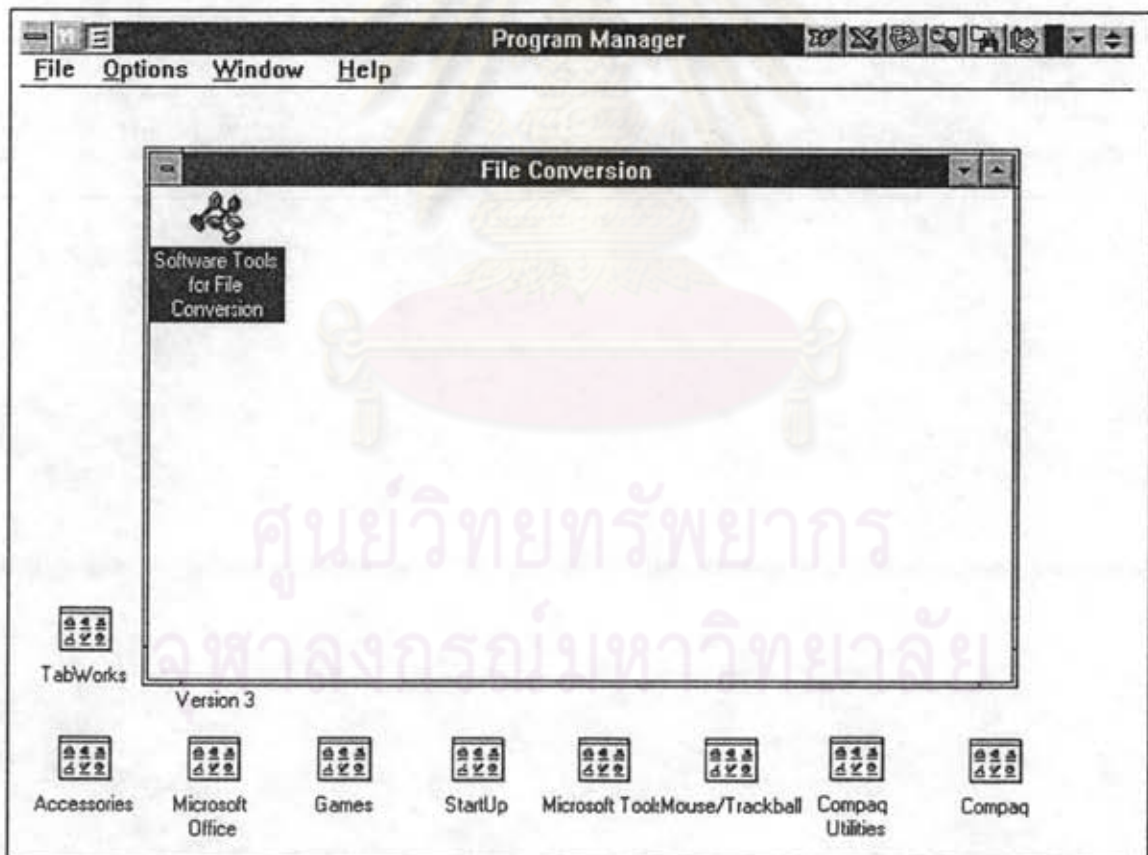 Program Manager
File Options Window Help
File Conversion
Software Tools
for File
Conversion
ศูนย์วิทยทรัพยากร
จุฬาลงกรณ์มหาวิทยาลัย
TabWorks
Version 3
Accessories
Microsoft
Office
Games
StartUp
Microsoft Tools
Mouse/Trackball
Compaq
Utilities
Compaq